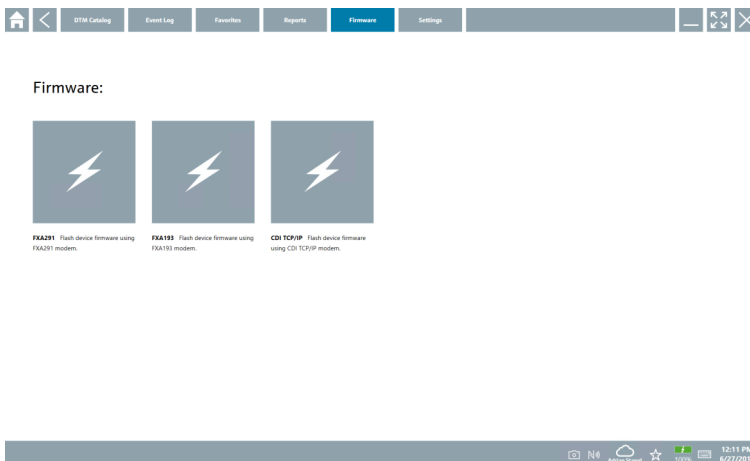 DTM Catalog
Event Log
Favorites
Reports
Firmware
Settings
Firmware:
FXA291 Flash device firmware using
FXA291 modem.
FXA193 Flash device firmware using
FXA193 modem.
CDI TCP/IP Flash device firmware
using CDI TCP/IP modem.
100%
12:11 PM